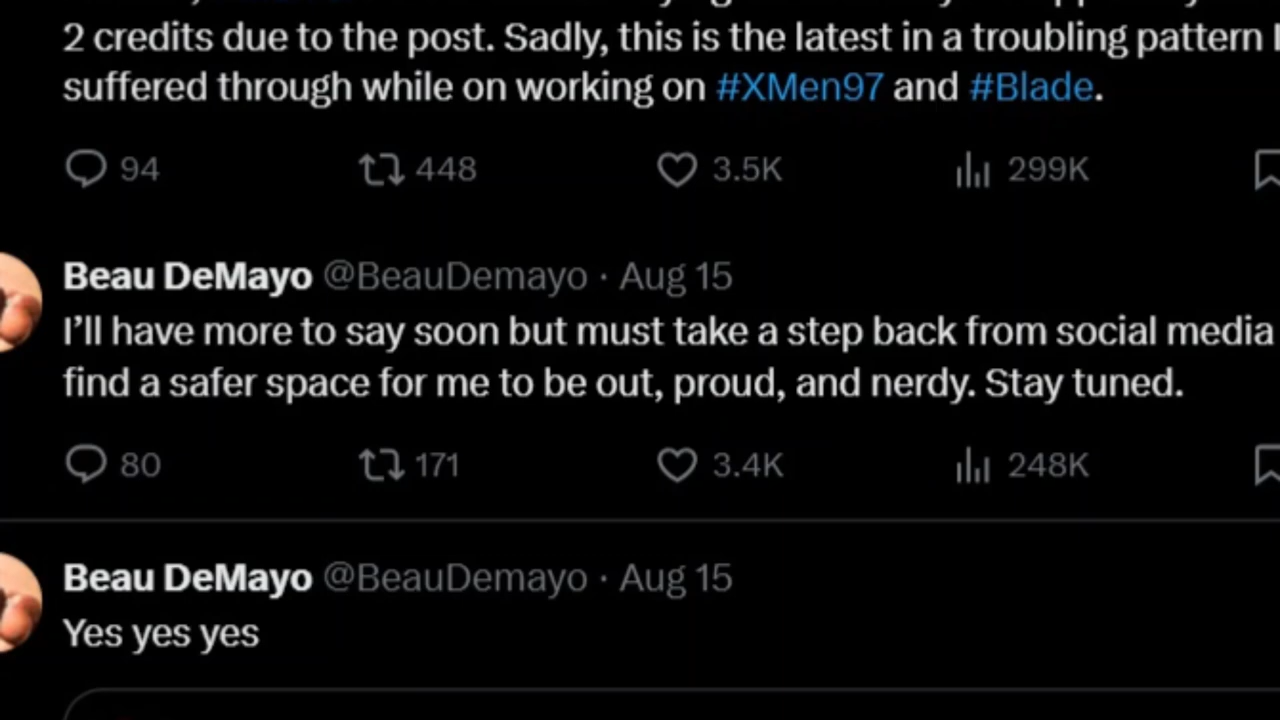 2 credits due to the post. Sadly, this is the latest in a troubling pattern I
suffered through while on working on #XMen97 and #Blade.
94 448 3.5K 299K
Beau DeMayo @BeauDemayo · Aug 15
I'll have more to say soon but must take a step back from social media
find a safer space for me to be out, proud, and nerdy. Stay tuned.
80 171 3.4K 248K
Beau DeMayo @BeauDemayo · Aug 15
Yes yes yes